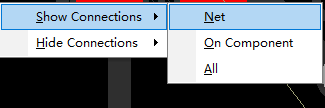 Show Connections
Net
Hide Connections
On Component
All